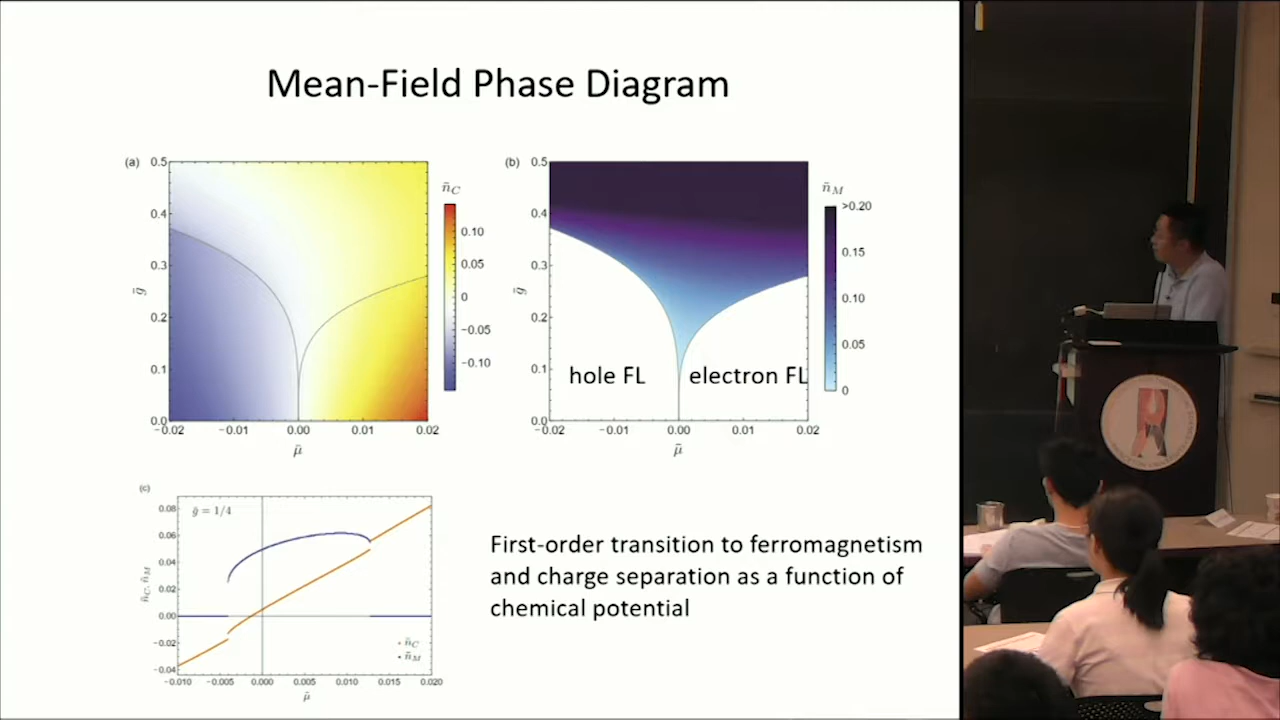 Mean-Field Phase Diagram
(a)
0.5
0.4
0.3
0.2
0.1
0.0
g̃
−0.02 −0.01 0.00 0.01 0.02
μ̃
ñ_C
0.10
0.05
0
−0.05
−0.10
(b)
0.5
0.4
0.3
0.2
0.1
0.0
g̃
hole FL electron FL
−0.02 −0.01 0.00 0.01 0.02
μ̃
ñ_M
>0.20
0.15
0.10
0.05
0
(c)
g̃ = 1/4
0.08
0.06
0.04
0.02
0.00
−0.02
−0.04
ñ_C, ñ_M
ñ_C
ñ_M
−0.010 −0.005 0.000 0.005 0.010 0.015 0.020
μ̃
First-order transition to ferromagnetism
and charge separation as a function of
chemical potential